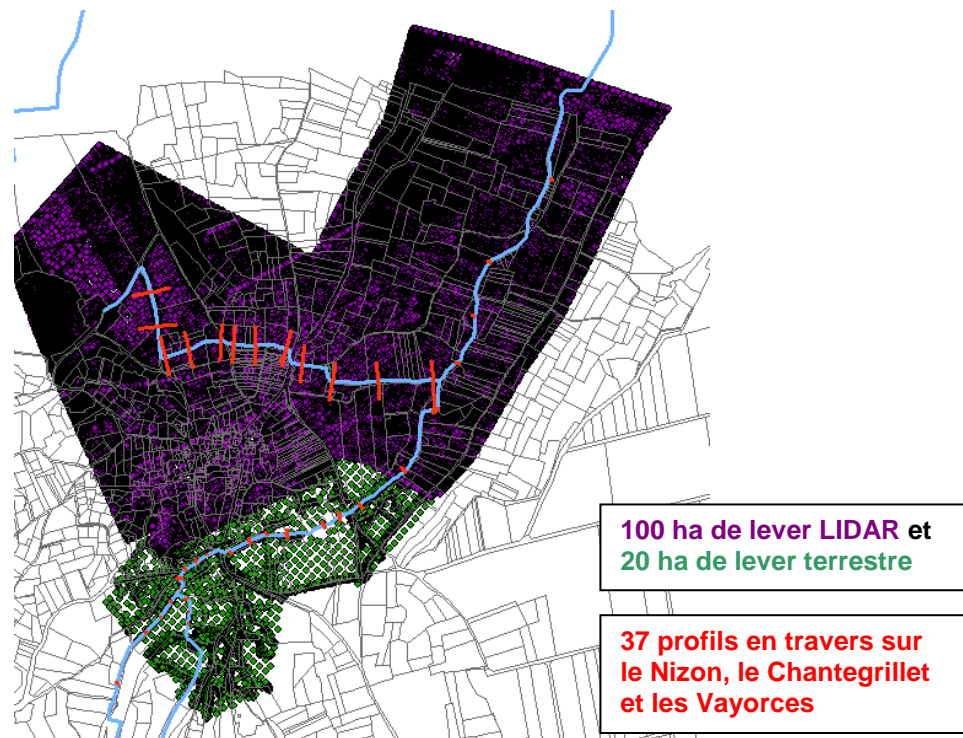 100 ha de lever LIDAR et
20 ha de lever terrestre
37 profils en travers sur
le Nizon, le Chantegrillet
et les Vayorces